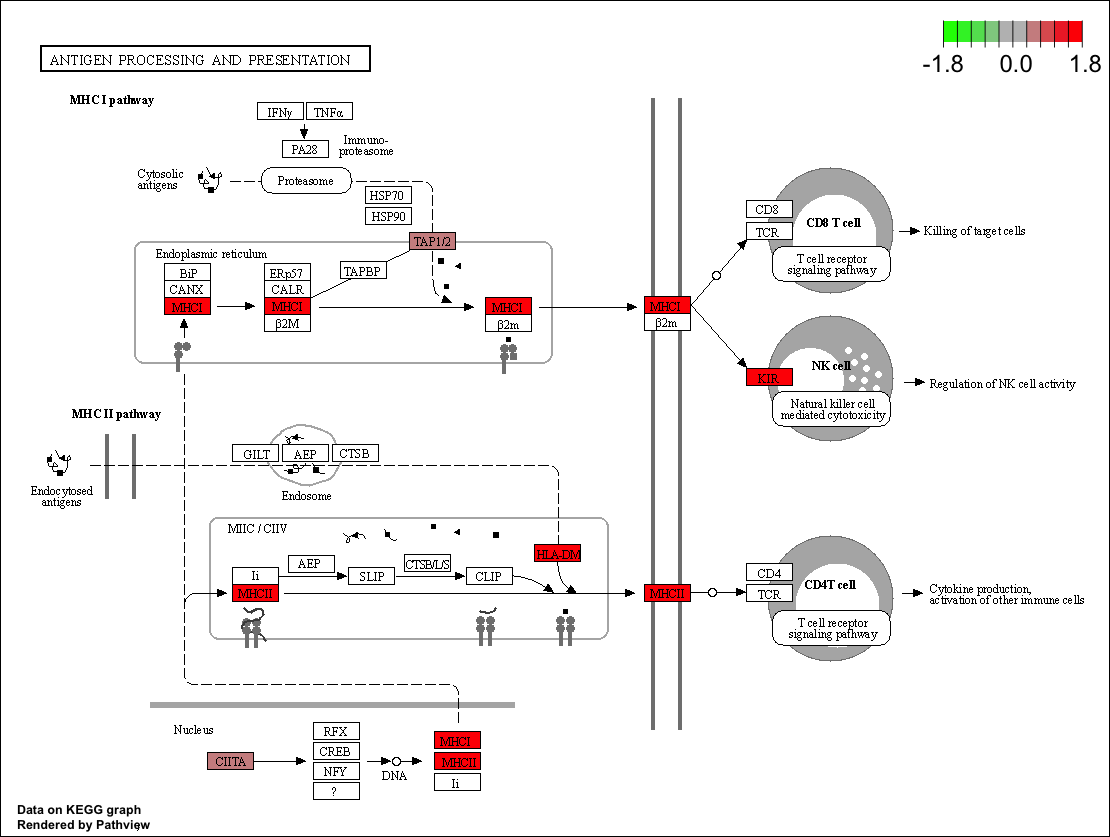 -1.8 0.0 1.8
ANTIGEN PROCESSING AND PRESENTATION
MHC I pathway
IFNγ TNFα
PA28
Immuno-
proteasome
Cytosolic
antigens
Proteasome
HSP70
HSP90
TAP1/2
Endoplasmic reticulum
BiP
CANX
MHCI
ERp57
CALR
MHCI
β2M
TAPBP
MHCI
β2m
MHCI
β2m
CD8
TCR
CD8 T cell
T cell receptor
signaling pathway
Killing of target cells
KIR
NK cell
Natural killer cell
mediated cytotoxicity
Regulation of NK cell activity
MHC II pathway
Endocytosed
antigens
GILT AEP CTSB
Endosome
MIIC / CIIV
Ii
MHCII
AEP
SLIP
CTSB/L/S
CLIP
HLA-DM
MHCII
CD4
TCR
CD4T cell
T cell receptor
signaling pathway
Cytokine production,
activation of other immune cells
Nucleus
CIITA
RFX
CREB
NFY
?
DNA
MHCI
MHCII
Ii
Data on KEGG graph
Rendered by Pathview